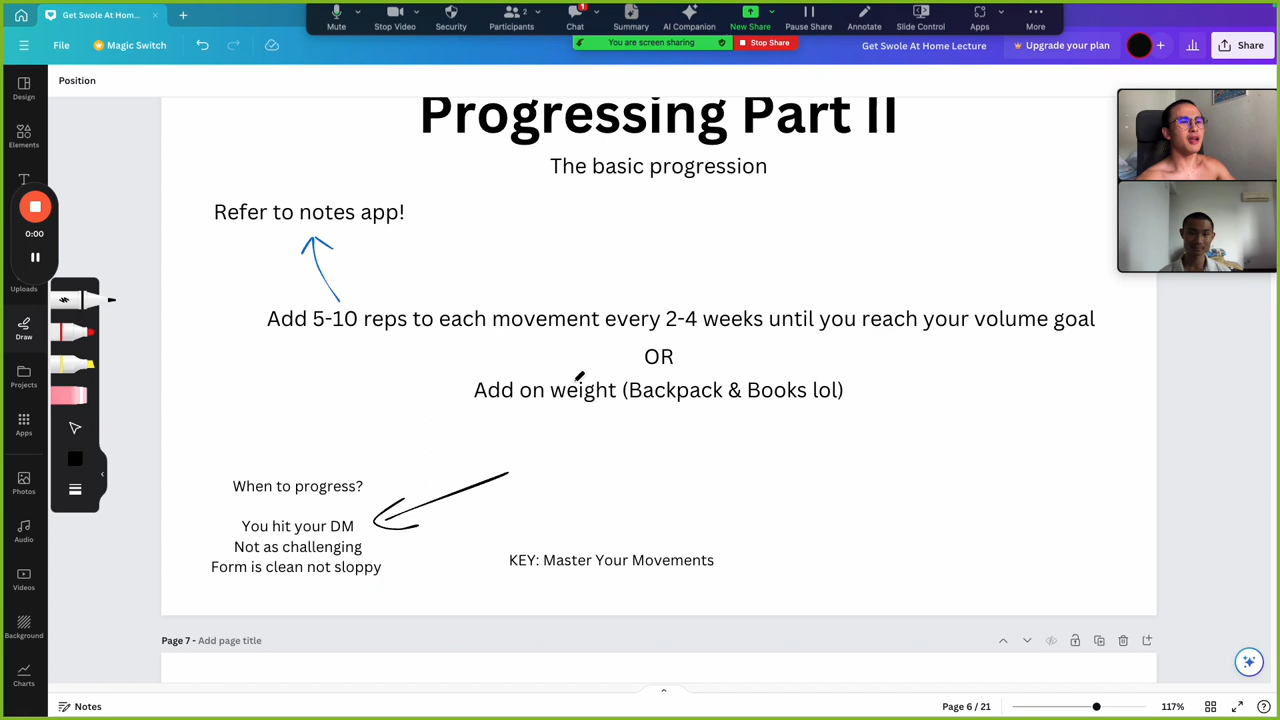 Get Swole At Hom...
Mute
Stop Video
Security
Participants
2
Chat
1
Summary
AI Companion
New Share
Pause Share
Annotate
Slide Control
Apps
More
You are screen sharing
Stop Share
File
Magic Switch
Get Swole At Home Lecture
Upgrade your plan
Share
Position
Design
Elements
T
0:00
Uploads
Draw
Projects
Apps
Photos
Audio
Videos
Background
Charts
Progressing Part II
The basic progression
Refer to notes app!
Add 5-10 reps to each movement every 2-4 weeks until you reach your volume goal
OR
Add on weight (Backpack & Books lol)
When to progress?
You hit your DM
Not as challenging
Form is clean not sloppy
KEY: Master Your Movements
Page 7 - Add page title
Notes
Page 6 / 21
117%